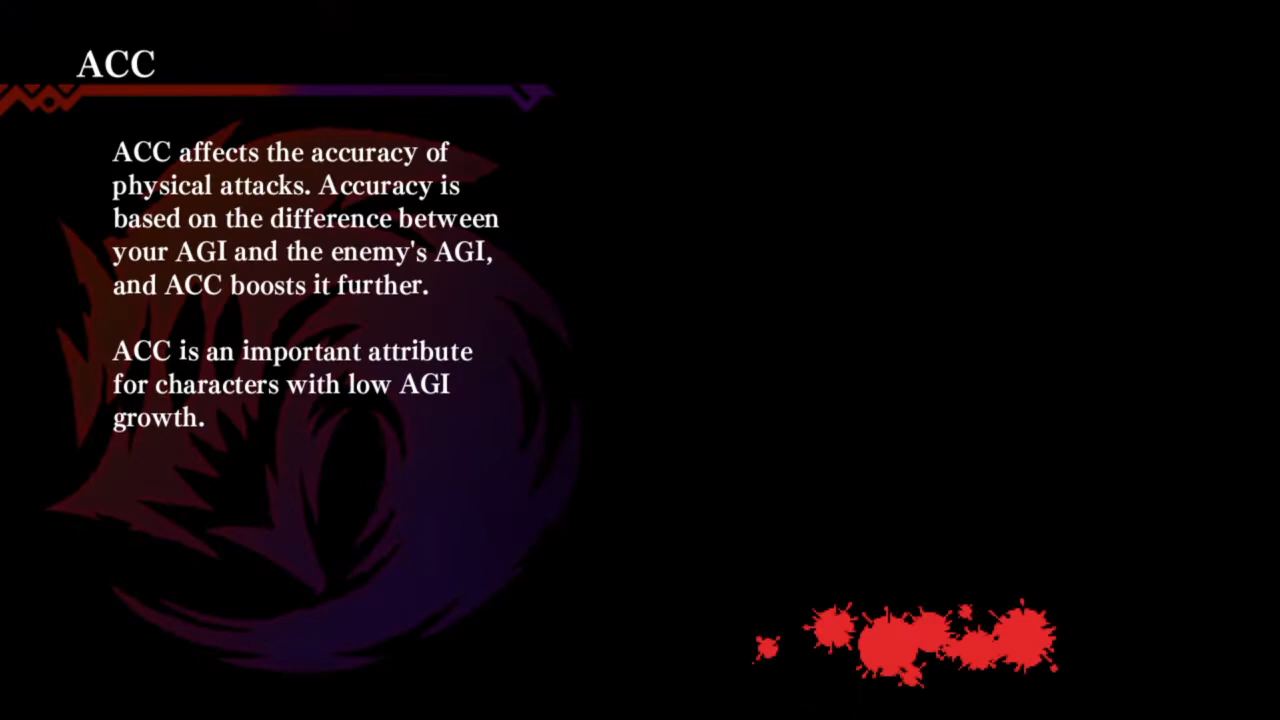 ACC
ACC affects the accuracy of
physical attacks. Accuracy is
based on the difference between
your AGI and the enemy's AGI,
and ACC boosts it further.
ACC is an important attribute
for characters with low AGI
growth.